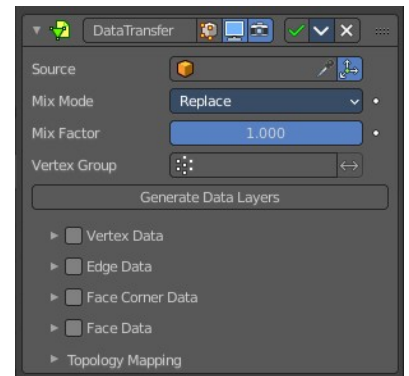 DataTransfer
Source
Mix Mode Replace
Mix Factor 1.000
Vertex Group
Generate Data Layers
Vertex Data
Edge Data
Face Corner Data
Face Data
Topology Mapping